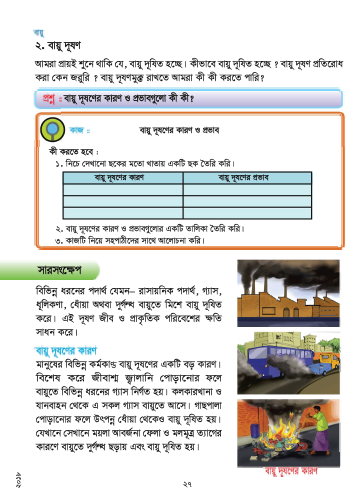 বায়ু
২. বায়ু দূষণ
আমরা প্রায়ই শুনে থাকি যে, বায়ু দূষিত হচ্ছে। কীভাবে বায়ু দূষিত হচ্ছে ? বায়ু দূষণ প্রতিরোধ
করা কেন জরুরি ? বায়ু দূষণমুক্ত রাখতে আমরা কী কী করতে পারি?
প্রশ্ন : বায়ু দূষণের কারণ ও প্রভাবগুলো কী কী?
কাজ : বায়ু দূষণের কারণ ও প্রভাব
কী করতে হবে :
১. নিচে দেখানো ছকের মতো খাতায় একটি ছক তৈরি করি।
বায়ু দূষণের কারণ বায়ু দূষণের প্রভাব
২. বায়ু দূষণের কারণ ও প্রভাবগুলোর একটি তালিকা তৈরি করি।
৩. কাজটি নিয়ে সহপাঠীদের সাথে আলোচনা করি।
সারসংক্ষেপ
বিভিন্ন ধরনের পদার্থ যেমন– রাসায়নিক পদার্থ, গ্যাস,
ধূলিকণা, ধোঁয়া অথবা দুর্গন্ধ বায়ুতে মিশে বায়ু দূষিত
করে। এই দূষণ জীব ও প্রাকৃতিক পরিবেশের ক্ষতি
সাধন করে।
বায়ু দূষণের কারণ
মানুষের বিভিন্ন কর্মকান্ড বায়ু দূষণের একটি বড় কারণ।
বিশেষ করে জীবাশ্ম জ্বালানি পোড়ানোর ফলে
বায়ুতে বিভিন্ন ধরনের গ্যাস নির্গত হয়। কলকারখানা ও
যানবাহন থেকে এ সকল গ্যাস বায়ুতে আসে। গাছপালা
পোড়ানোর ফলে উৎপন্ন ধোঁয়া থেকেও বায়ু দূষিত হয়।
যেখানে সেখানে ময়লা আবর্জনা ফেলা ও মলমূত্র ত্যাগের
কারণে বায়ুতে দুর্গন্ধ ছড়ায় এবং বায়ু দূষিত হয়।
বায়ু দূষণের কারণ
২০১৮
২৭